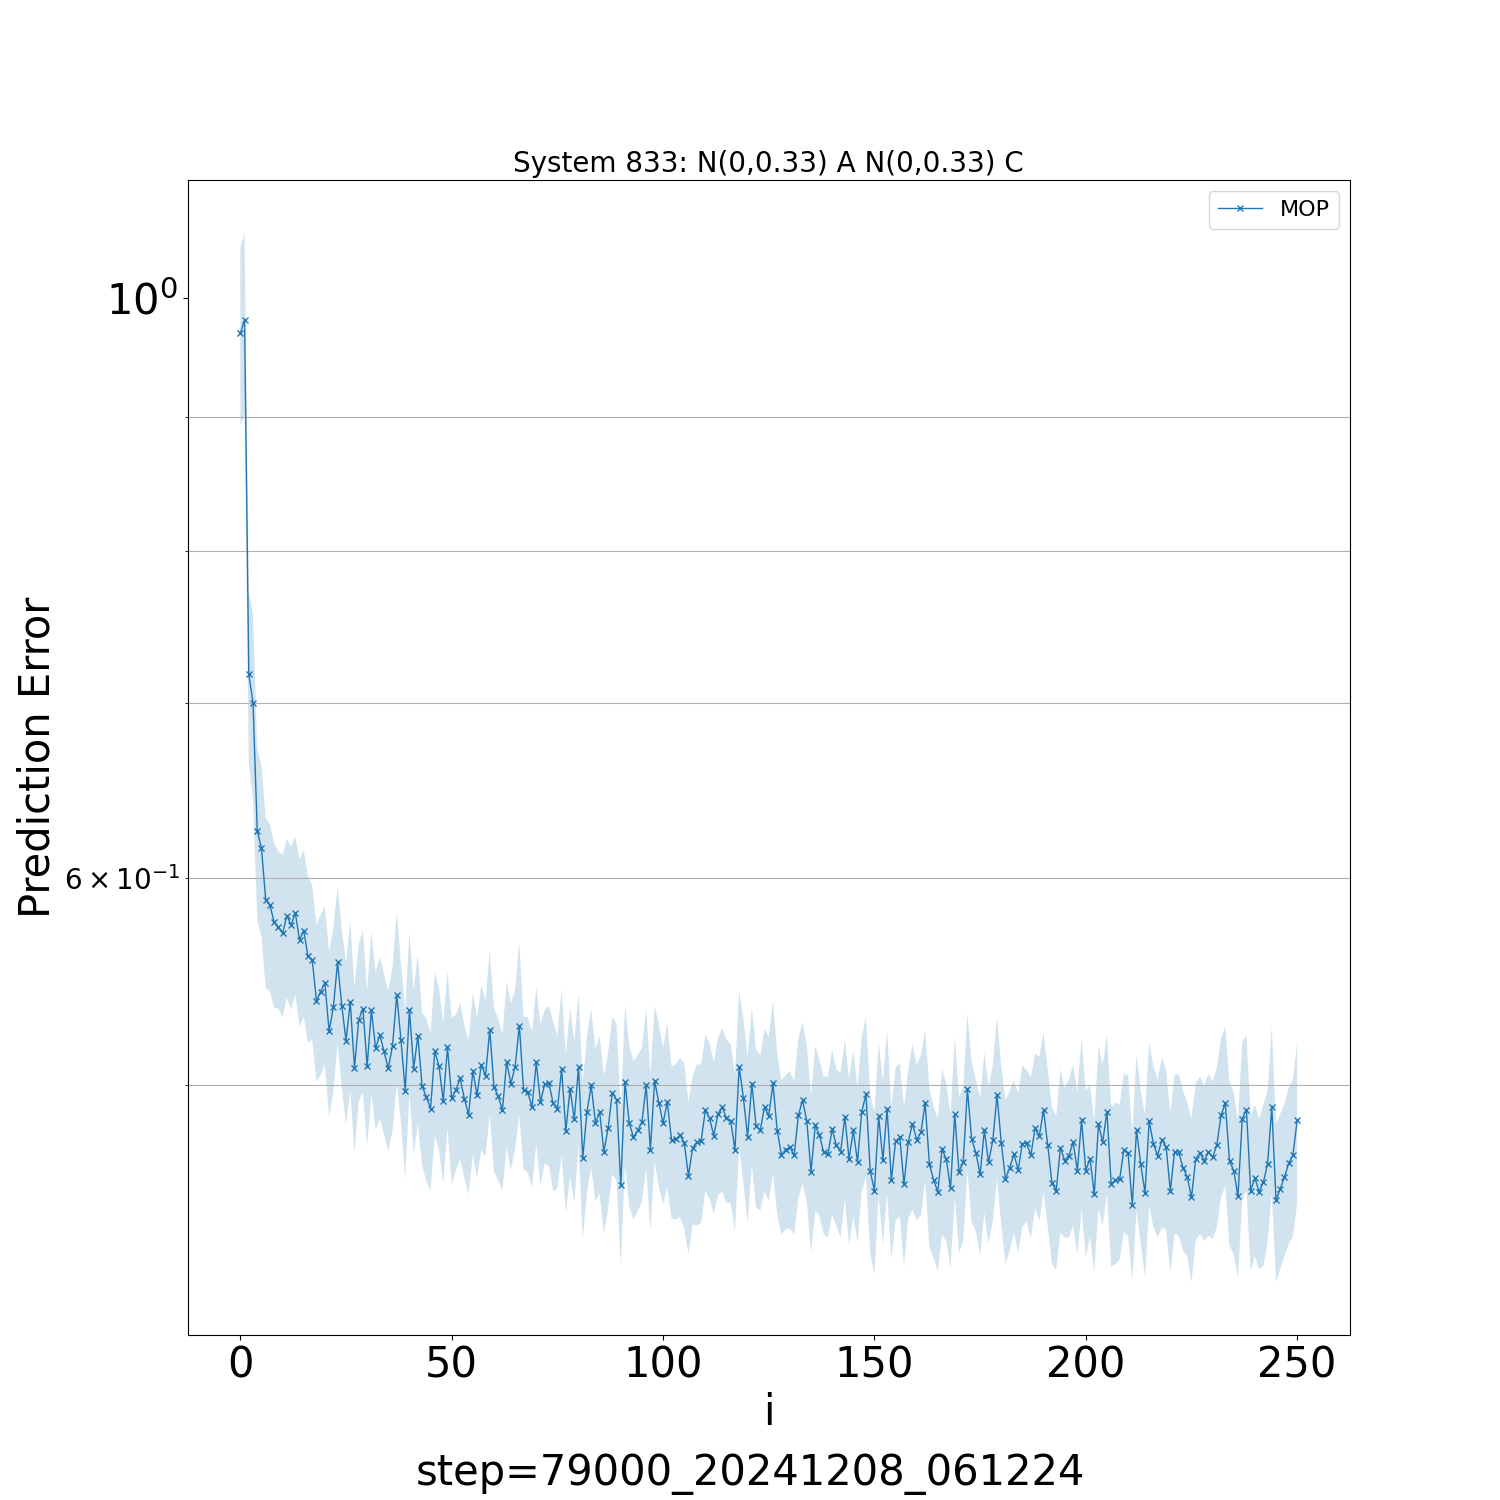 System 833: N(0,0.33) A N(0,0.33) C
MOP
10⁰
6 × 10⁻¹
Prediction Error
0 50 100 150 200 250
i
step=79000_20241208_061224